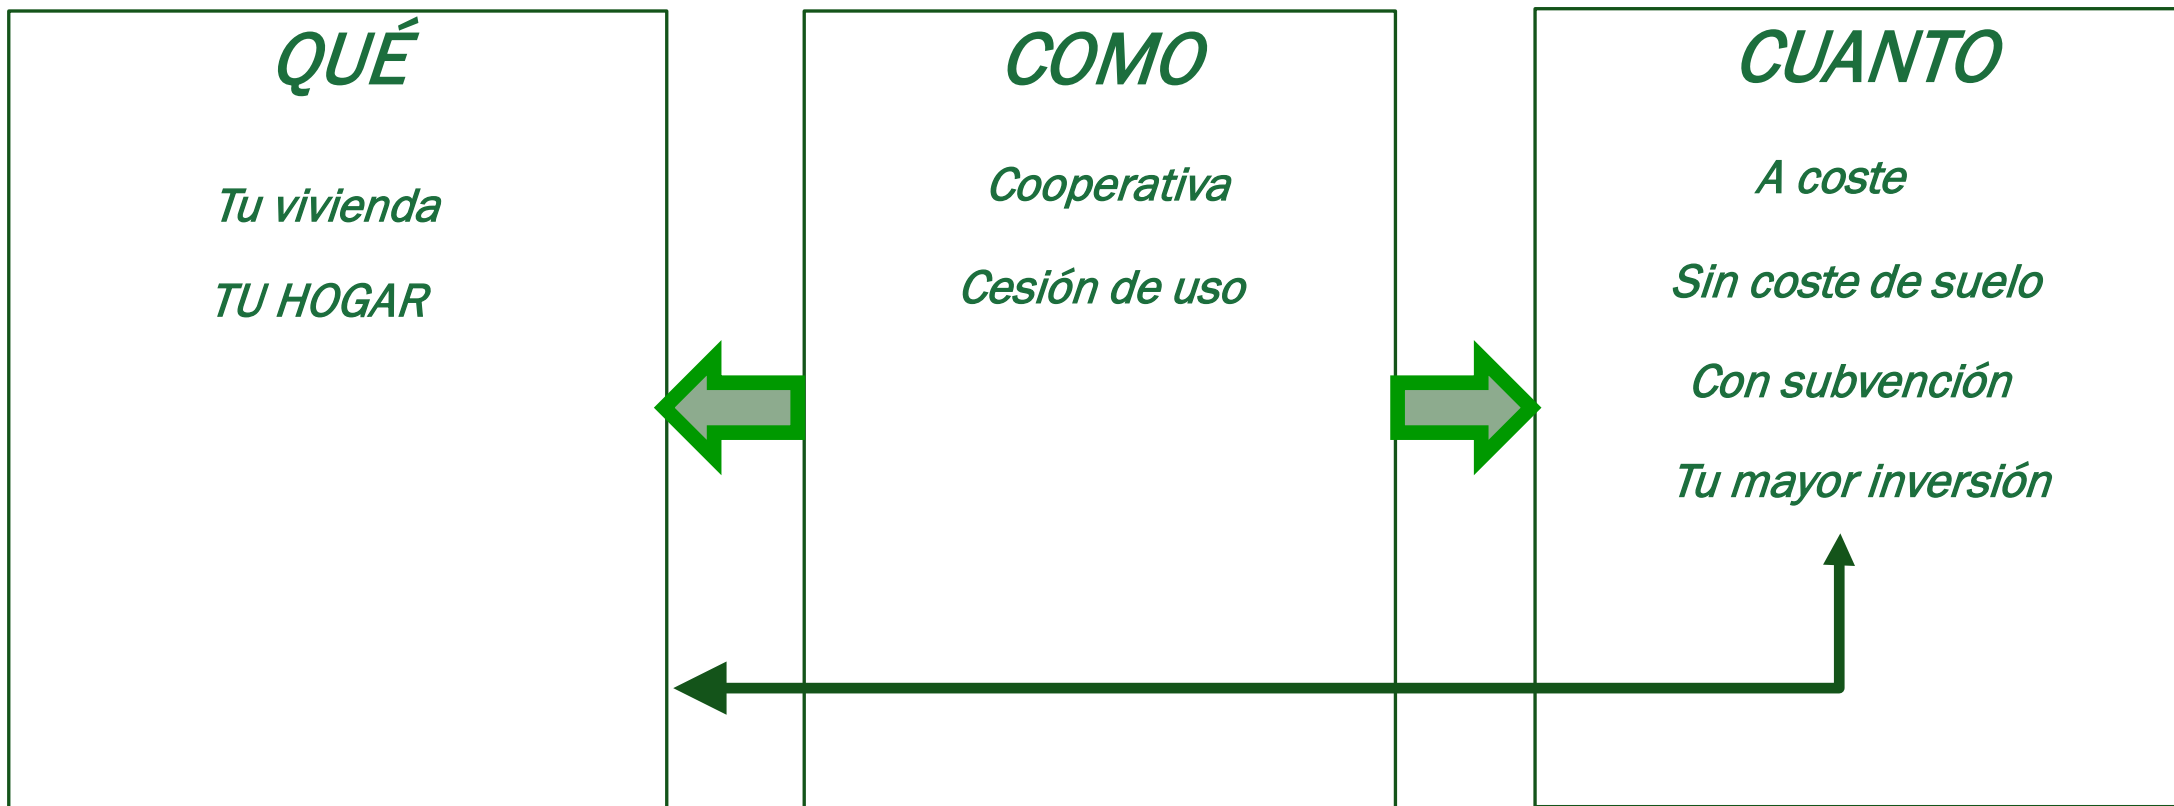 QUÉ
Tu vivienda
TU HOGAR
COMO
Cooperativa
Cesión de uso
CUANTO
A coste
Sin coste de suelo
Con subvención
Tu mayor inversión